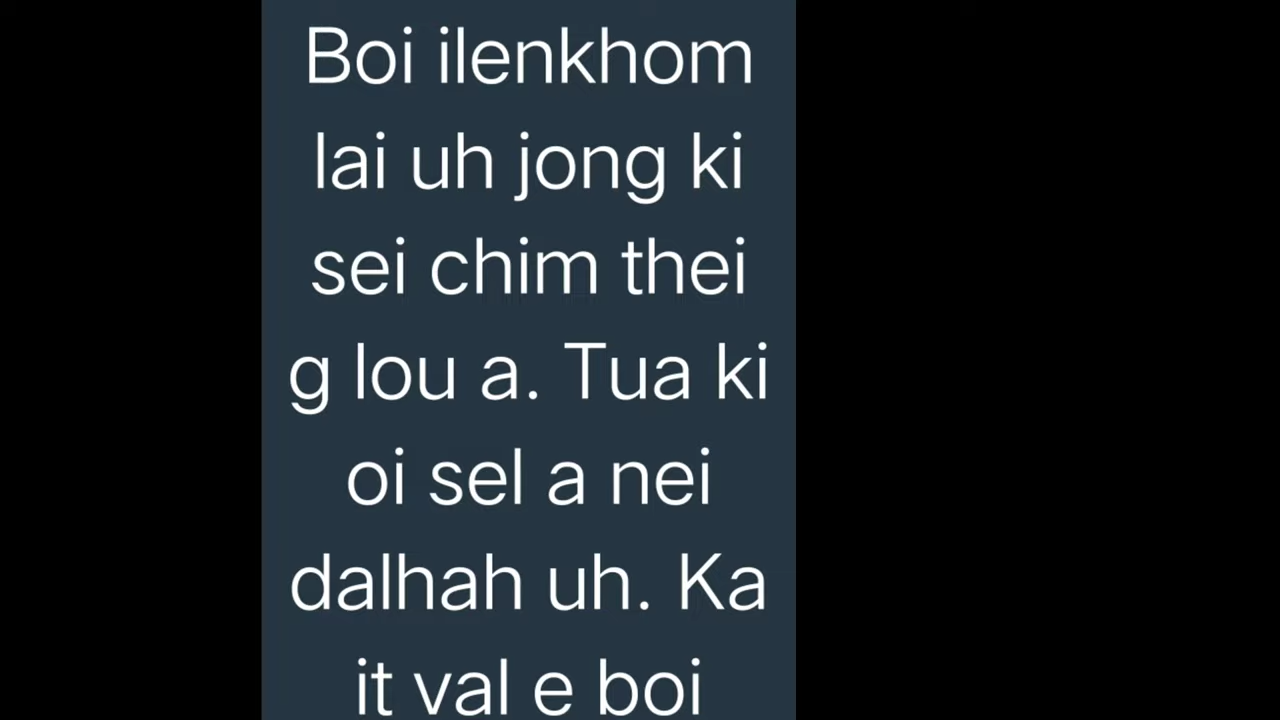 Boi ilenkhom
lai uh jong ki
sei chim thei
g lou a. Tua ki
oi sel a nei
dalhah uh. Ka
it val e boi